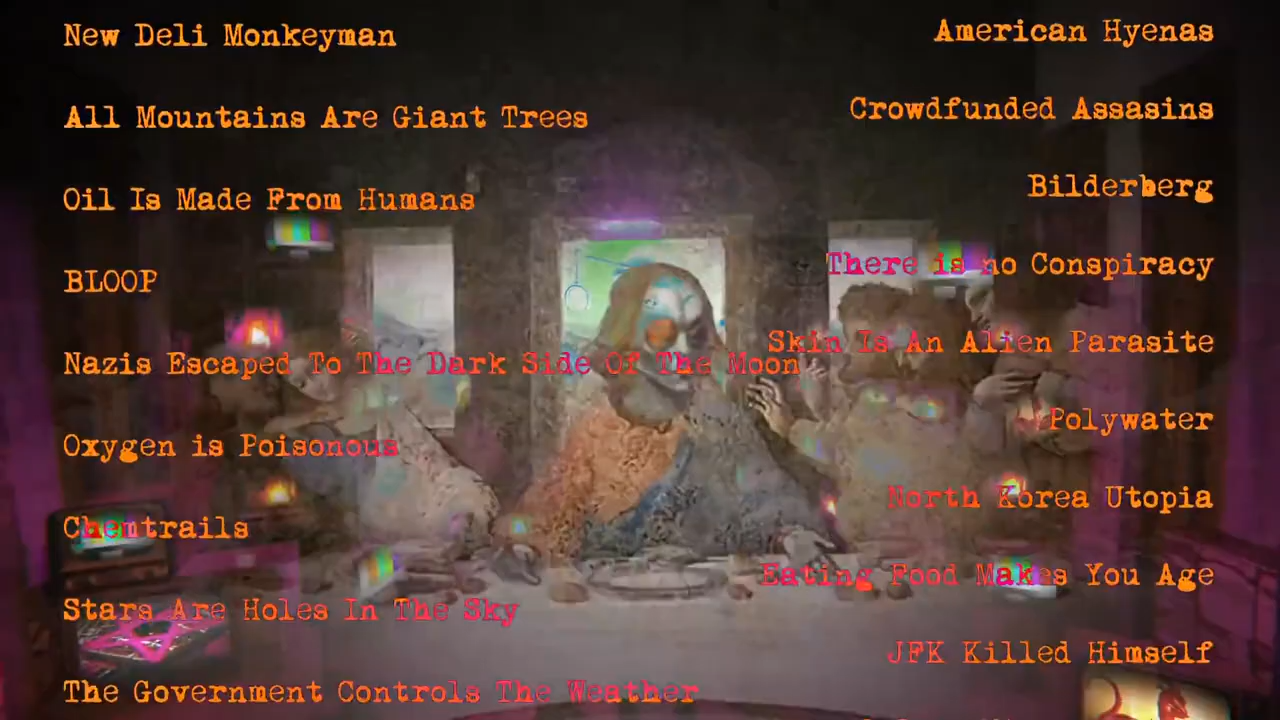 New Deli Monkeyman
All Mountains Are Giant Trees
Oil Is Made From Humans
BLOOP
Nazis Escaped To The Dark Side Of The Moon
Oxygen is Poisonous
Chemtrails
Stars Are Holes In The Sky
The Government Controls The Weather
American Hyenas
Crowdfunded Assasins
Bilderberg
There is no Conspiracy
Skin Is An Alien Parasite
Polywater
North Korea Utopia
Eating Food Makes You Age
JFK Killed Himself